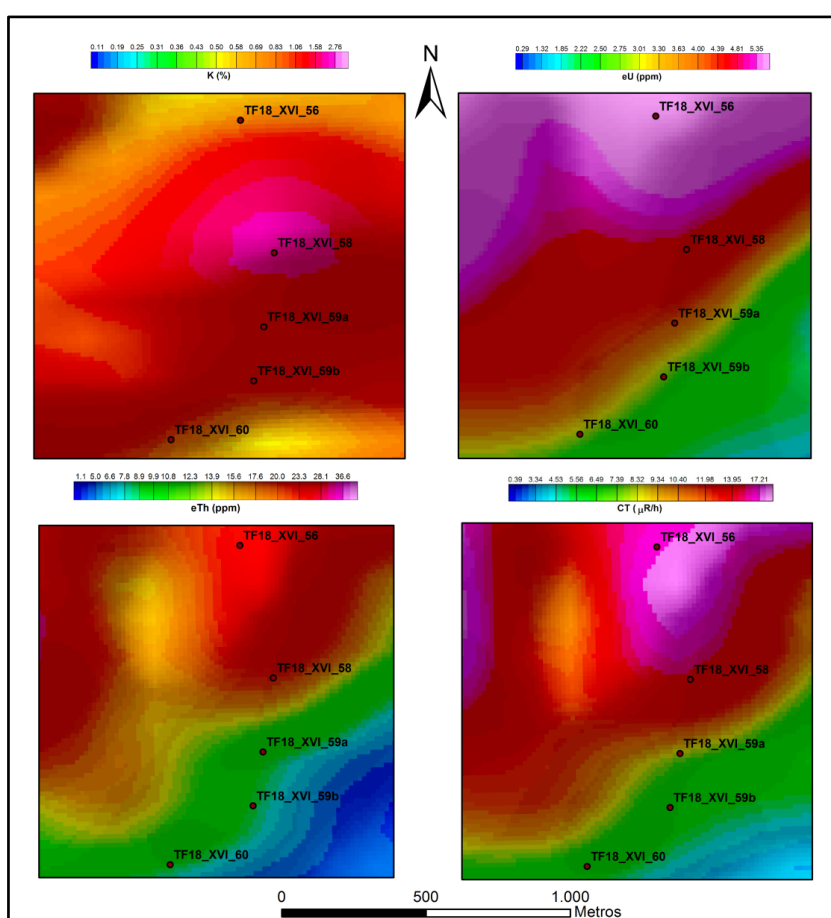 N
0.11 0.19 0.25 0.31 0.36 0.43 0.50 0.58 0.69 0.83 1.06 1.58 2.76
K (%)
0.29 1.32 1.85 2.22 2.50 2.75 3.01 3.30 3.63 4.00 4.39 4.81 5.35
eU (ppm)
TF18_XVI_56
TF18_XVI_58
TF18_XVI_59a
TF18_XVI_59b
TF18_XVI_60
TF18_XVI_56
TF18_XVI_58
TF18_XVI_59a
TF18_XVI_59b
TF18_XVI_60
1.1 5.0 6.6 7.8 8.9 9.9 10.8 12.3 13.9 15.6 17.6 20.0 23.3 28.1 38.6
eTh (ppm)
0.39 3.34 4.53 5.56 6.49 7.39 8.25 9.34 10.40 11.98 13.95 17.21
CT ( μR/h)
TF18_XVI_56
TF18_XVI_58
TF18_XVI_59a
TF18_XVI_59b
TF18_XVI_60
TF18_XVI_56
TF18_XVI_58
TF18_XVI_59a
TF18_XVI_59b
TF18_XVI_60
0 500 1.000
Metros